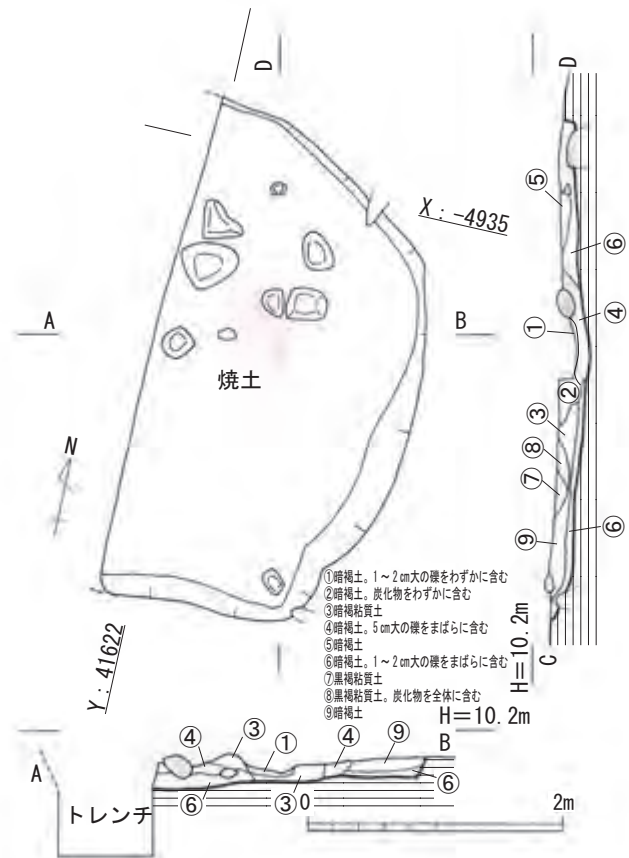 D
D
X：-4935
⑤
⑥
④
A
B
①
焼土
②
③
⑧
N
⑦
⑥
⑨
①暗褐土。1～2㎝大の礫をわずかに含む
②暗褐土。炭化物をわずかに含む
③暗褐粘質土
④暗褐土。5㎝大の礫をまばらに含む
⑤暗褐土
⑥暗褐土。1～2㎝大の礫をまばらに含む
⑦黒褐粘質土
⑧黒褐粘質土。炭化物を全体に含む
⑨暗褐土
H＝10.2m
C
Y：41622
H＝10.2m
A
④
③
①
④
⑨
B
⑥
③
⑥
トレンチ
0
2m